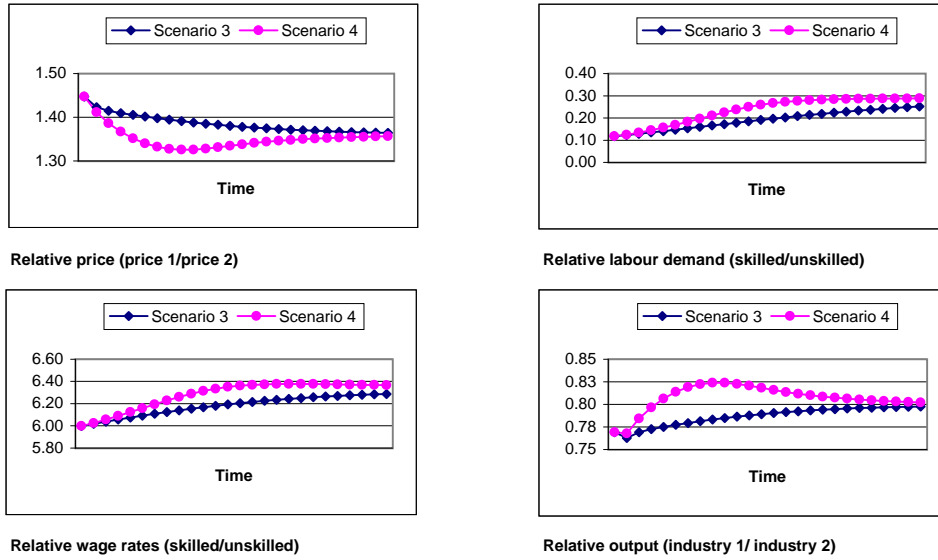 Scenario 3 Scenario 4
1.50
1.40
1.30
Time
Relative price (price 1/price 2)
Scenario 3 Scenario 4
0.40
0.30
0.20
0.10
0.00
Time
Relative labour demand (skilled/unskilled)
Scenario 3 Scenario 4
6.60
6.40
6.20
6.00
5.80
Time
Relative wage rates (skilled/unskilled)
Scenario 3 Scenario 4
0.85
0.83
0.80
0.78
0.75
Time
Relative output (industry 1/ industry 2)